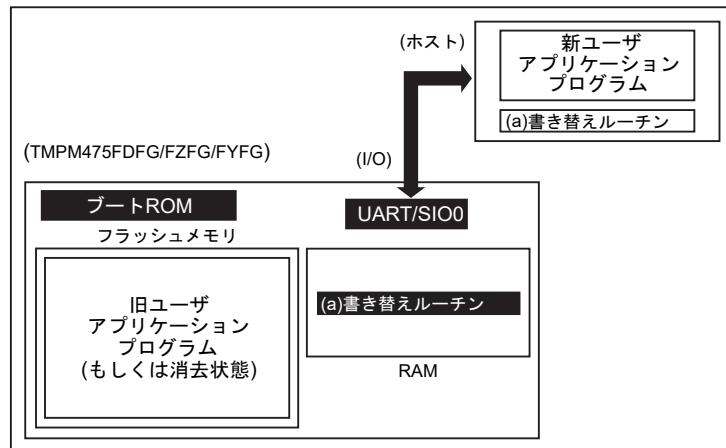 (ホスト)
新ユーザ
アプリケーション
プログラム
(a)書き替えルーチン
(TMPM475FDFG/FZFG/FYFG)
(I/O)
ブートROM
UART/SIO0
フラッシュメモリ
旧ユーザ
アプリケーション
プログラム
(もしくは消去状態)
(a)書き替えルーチン
RAM